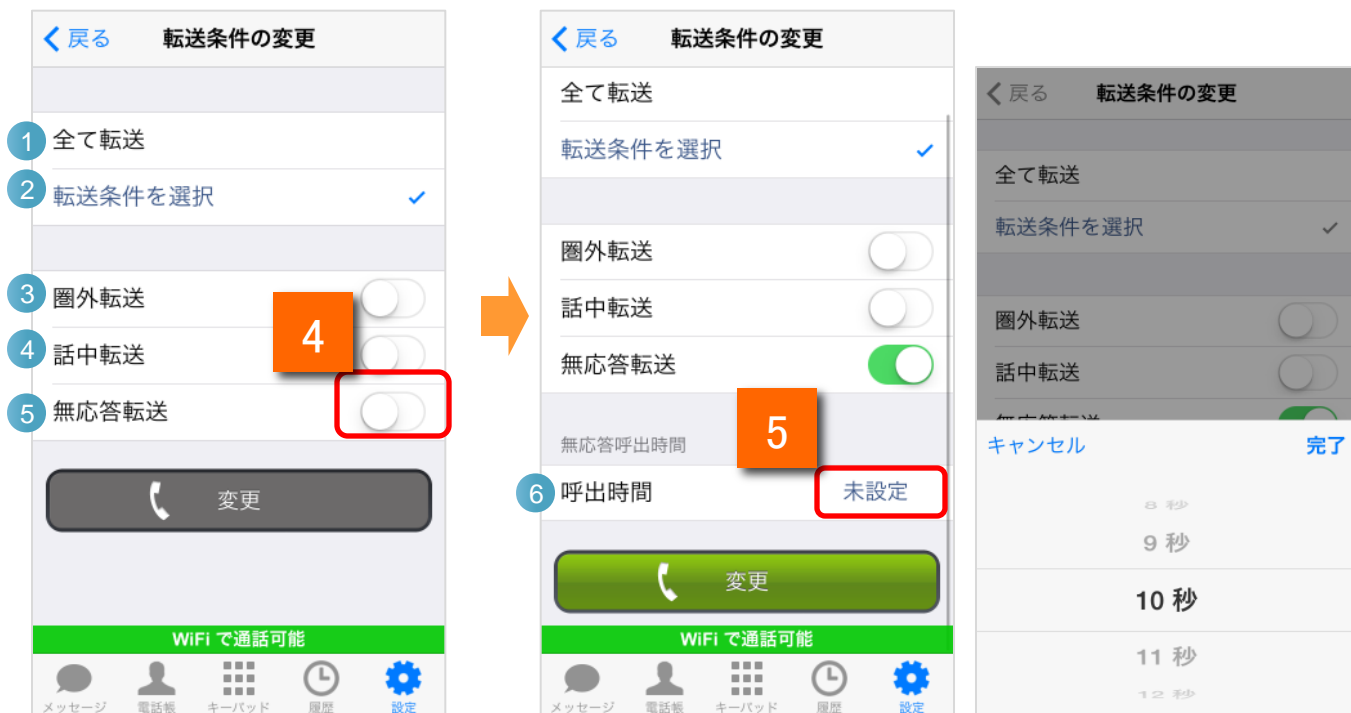 戻る 転送条件の変更
1 全て転送
2 転送条件を選択
3 圏外転送
4
4 話中転送
5 無応答転送
変更
WiFi で通話可能
メッセージ 電話帳 キーパッド 履歴 設定
戻る 転送条件の変更
全て転送
転送条件を選択
圏外転送
話中転送
無応答転送
5
無応答呼出時間
6 呼出時間 未設定
変更
WiFi で通話可能
メッセージ 電話帳 キーパッド 履歴 設定
戻る 転送条件の変更
全て転送
転送条件を選択
圏外転送
話中転送
無応答転送
キャンセル 完了
8 秒
9 秒
10 秒
11 秒
12 秒